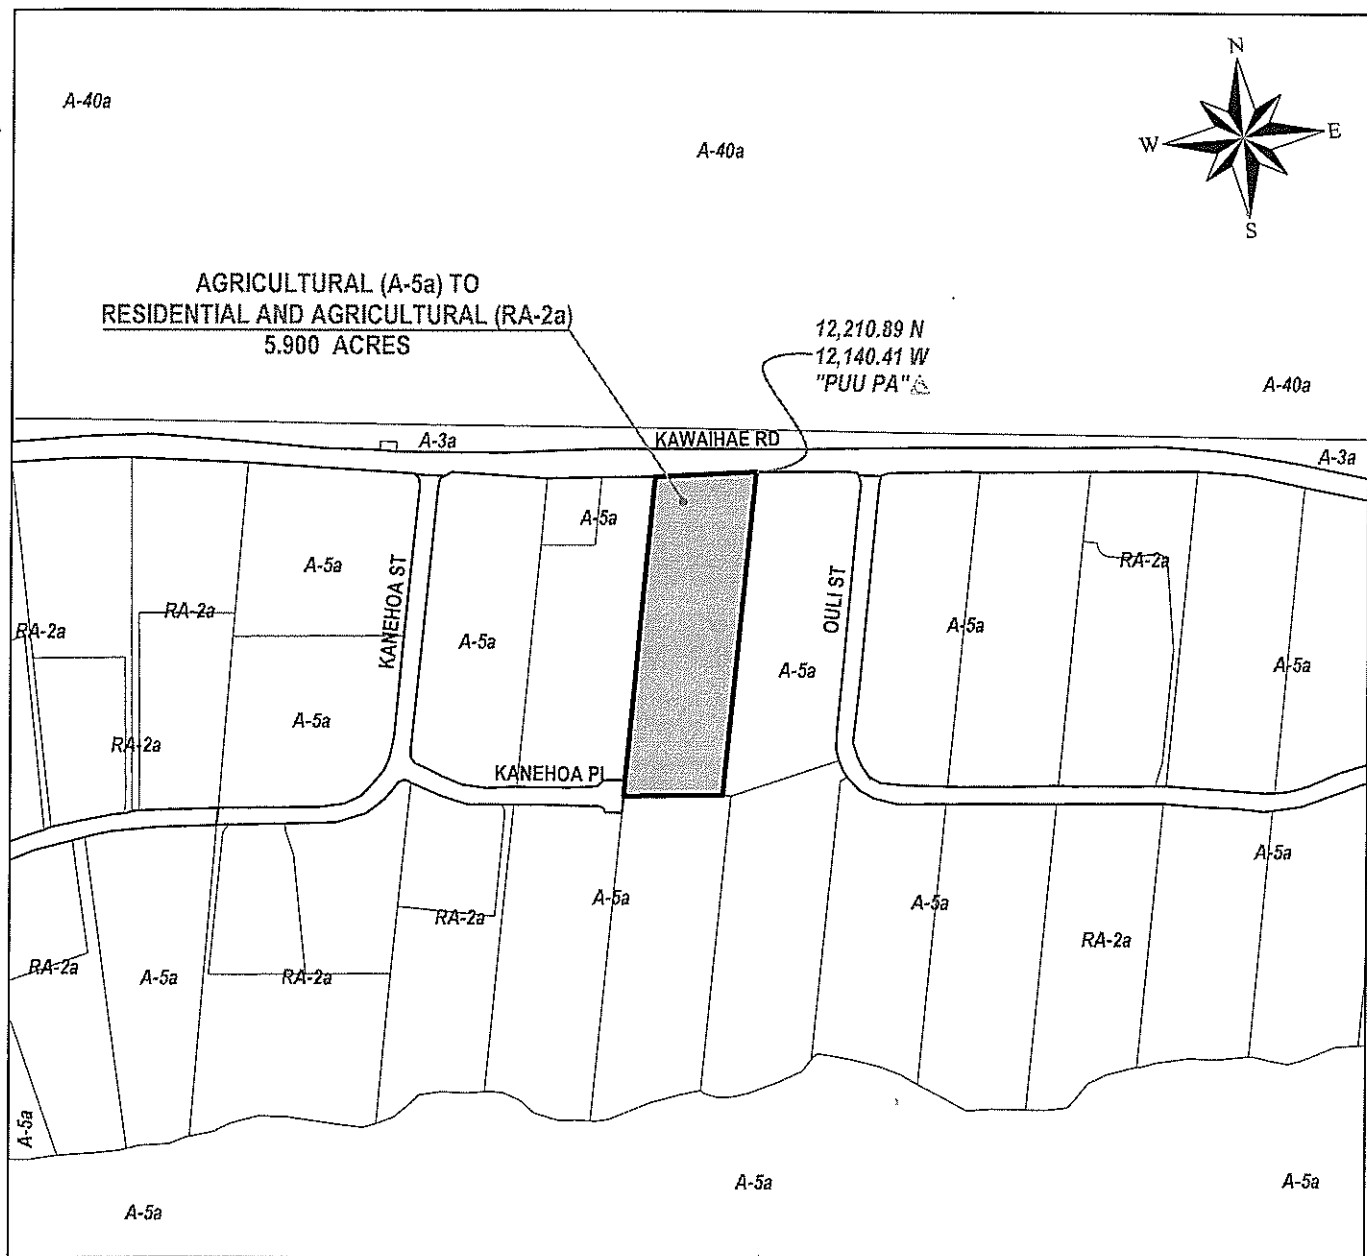 N
A-40a
W
E
A-40a
S
AGRICULTURAL (A-5a) TO
RESIDENTIAL AND AGRICULTURAL (RA-2a)
5.900 ACRES
12,210.89 N
12,140.41 W
"PUU PA"
A-40a
A-3a
KAWAIHAE RD
A-3a
A-5a
A-5a
KANEHOA ST
RA-2a
OULI ST
RA-2a
RA-2a
A-5a
A-5a
A-5a
A-5a
A-5a
RA-2a
KANEHOA PL
A-5a
A-5a
A-5a
A-5a
RA-2a
RA-2a
RA-2a
A-5a
RA-2a
A-5a
A-5a
A-5a
A-5a